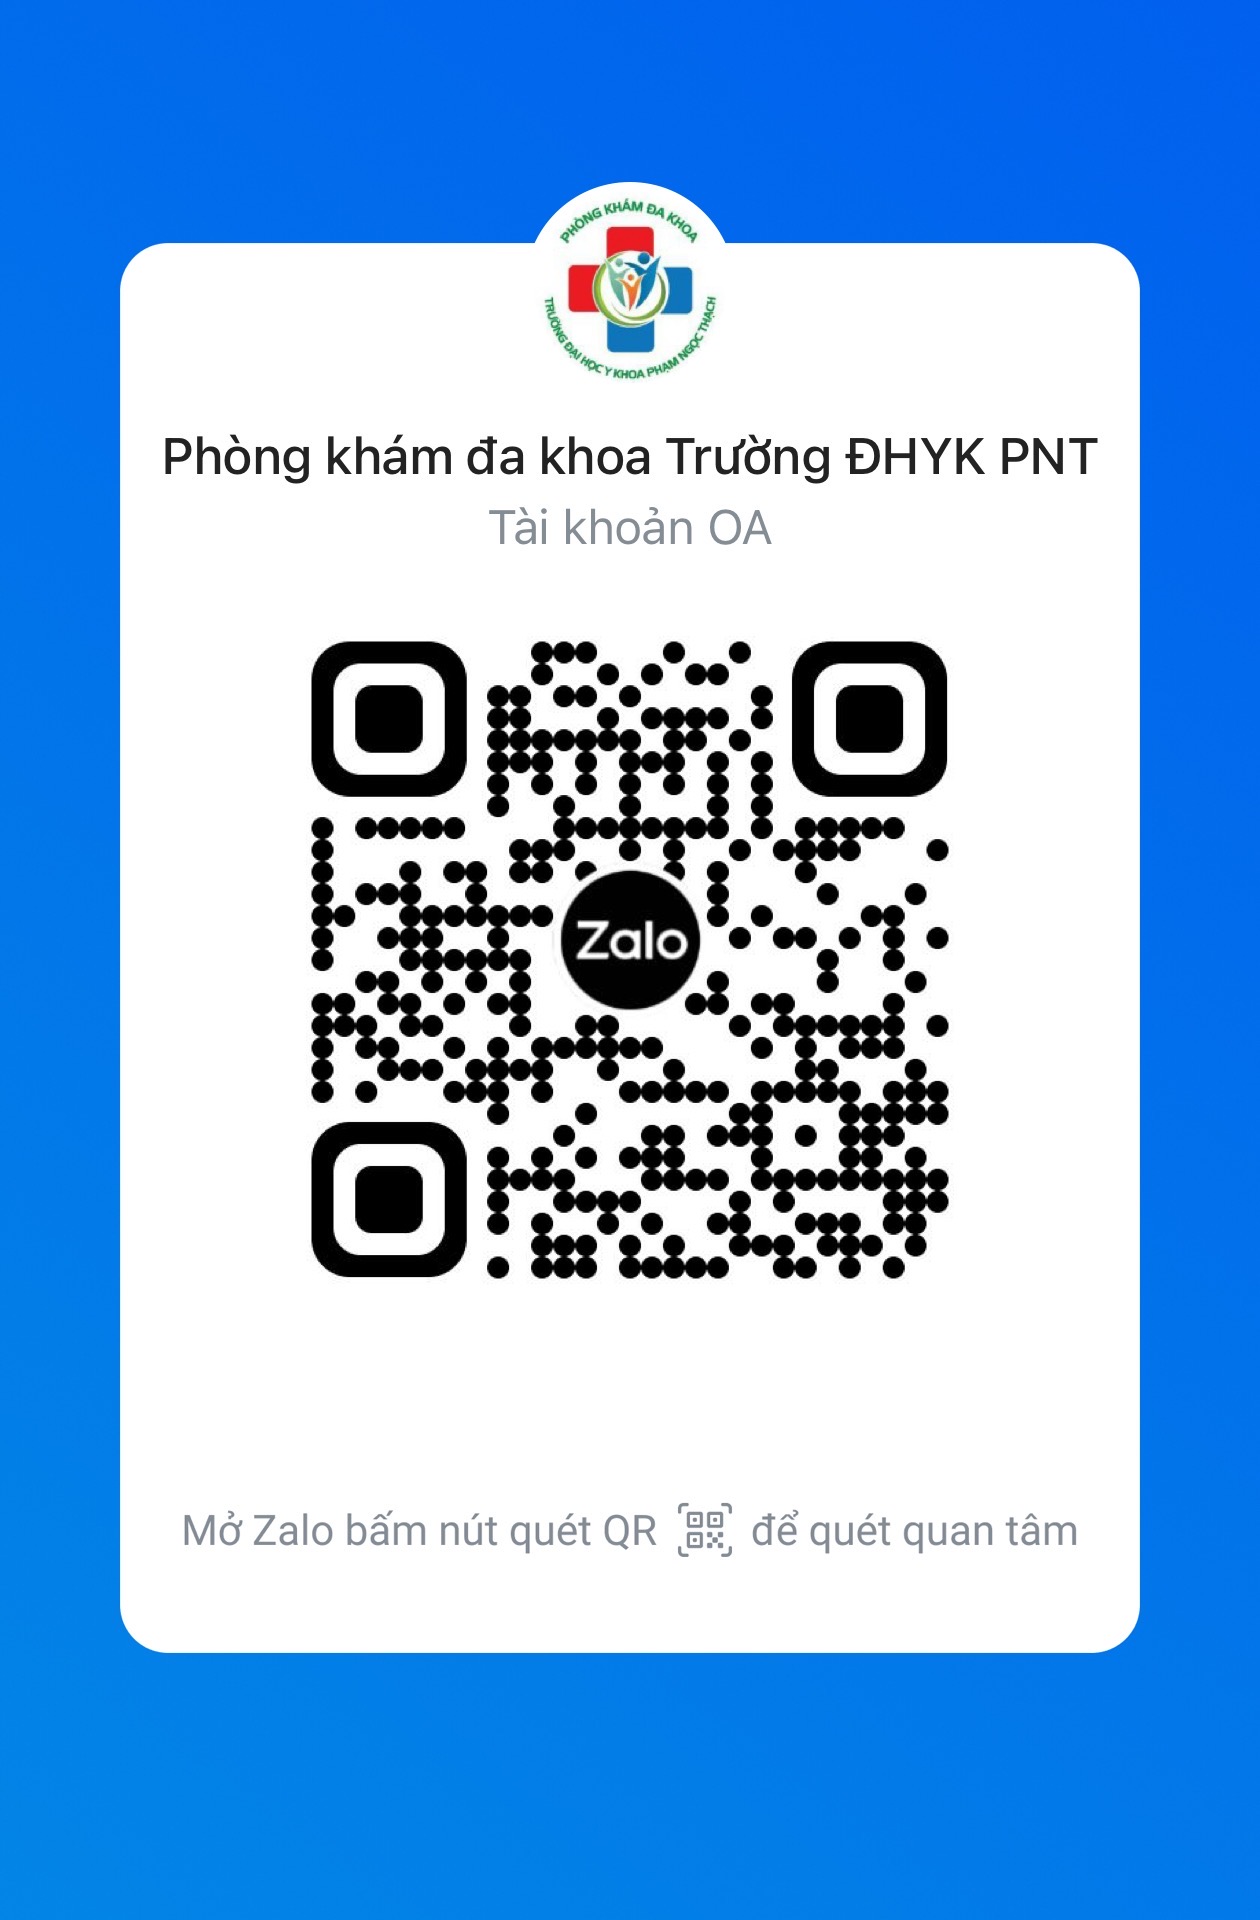 PHÒNG KHÁM ĐA KHOA
TRƯỜNG ĐẠI HỌC Y KHOA PHẠM NGỌC THẠCH
Phòng khám đa khoa Trường ĐHYK PNT
Tài khoản OA
Zalo
Mở Zalo bấm nút quét QR để quét quan tâm